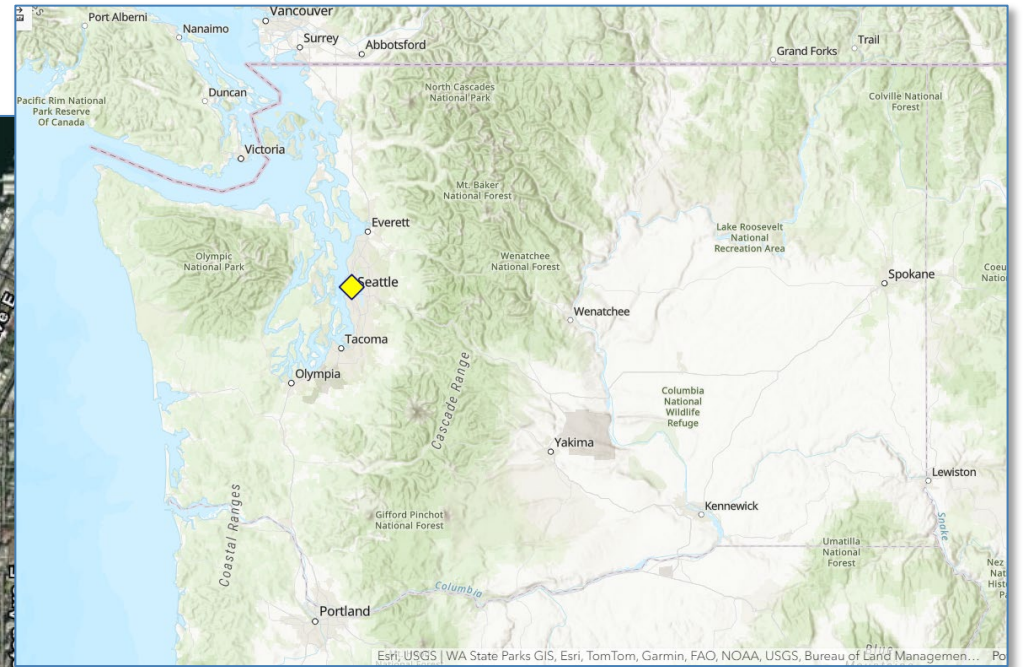 Vancouver
Port Alberni
Nanaimo
Surrey
Abbotsford
Trail
Grand Forks
Duncan
North Cascades
National Park
Colville National
Forest
Pacific Rim National
Park Reserve
Of Canada
Victoria
Mt. Baker
National Forest
Everett
Lake Roosevelt
National
Recreation Area
Olympic
National Park
Wenatchee
National Forest
Spokane
Seattle
Wenatchee
Tacoma
Olympia
Cascade Range
Columbia
National
Wildlife
Refuge
Yakima
Lewiston
Kennewick
Snake
Coastal Ranges
Gifford Pinchot
National Forest
Umatilla
National
Forest
Columbia
Portland
Esri, USGS | WA State Parks GIS, Esri, TomTom, Garmin, FAO, NOAA, USGS, Bureau of Land Managemen...